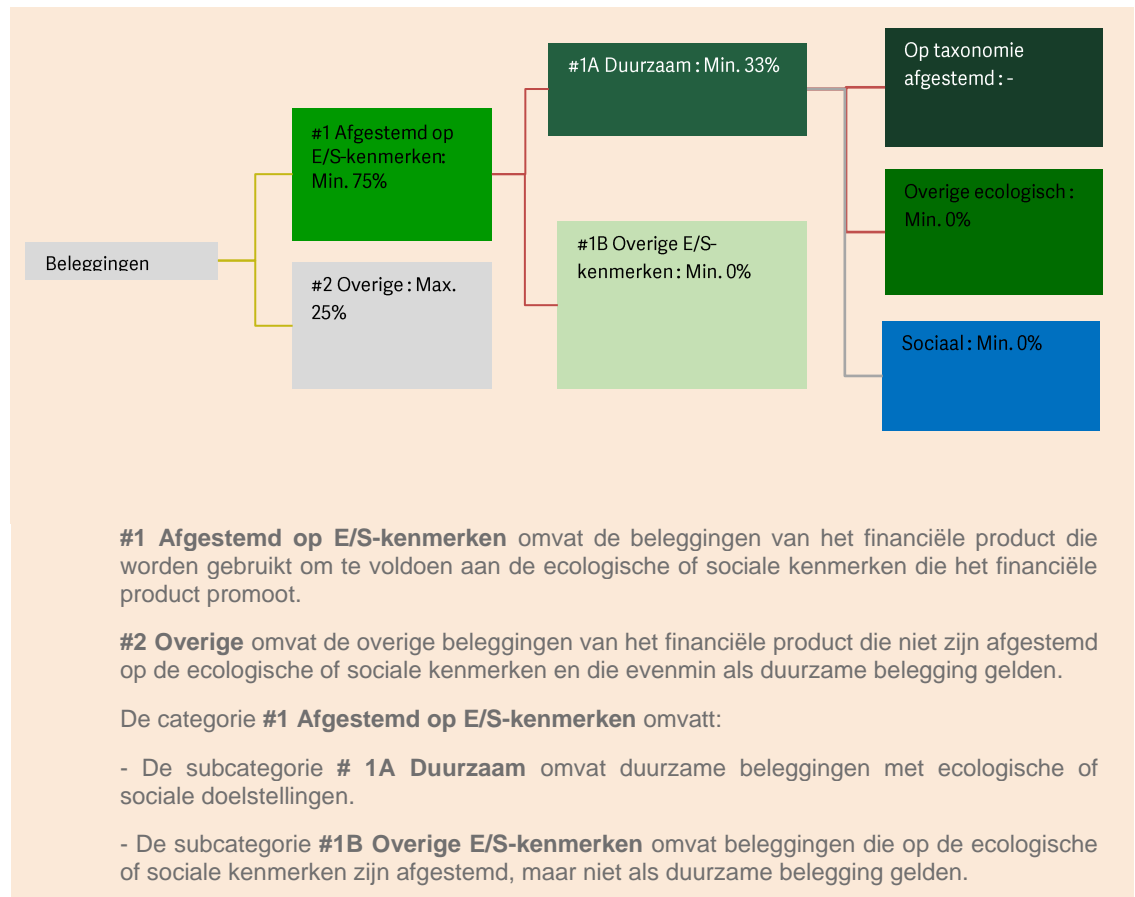 Beleggingen
#1 Afgestemd op
E/S-kenmerken:
Min. 75%
#2 Overige : Max.
25%
#1A Duurzaam : Min. 33%
#1B Overige E/S-
kenmerken : Min. 0%
Op taxonomie
afgestemd : -
Overige ecologisch :
Min. 0%
Sociaal : Min. 0%
#1 Afgestemd op E/S-kenmerken omvat de beleggingen van het financiële product die
worden gebruikt om te voldoen aan de ecologische of sociale kenmerken die het financiële
product promoot.
#2 Overige omvat de overige beleggingen van het financiële product die niet zijn afgestemd
op de ecologische of sociale kenmerken en die evenmin als duurzame belegging gelden.
De categorie #1 Afgestemd op E/S-kenmerken omvatt:
- De subcategorie # 1A Duurzaam omvat duurzame beleggingen met ecologische of
sociale doelstellingen.
- De subcategorie #1B Overige E/S-kenmerken omvat beleggingen die op de ecologische
of sociale kenmerken zijn afgestemd, maar niet als duurzame belegging gelden.